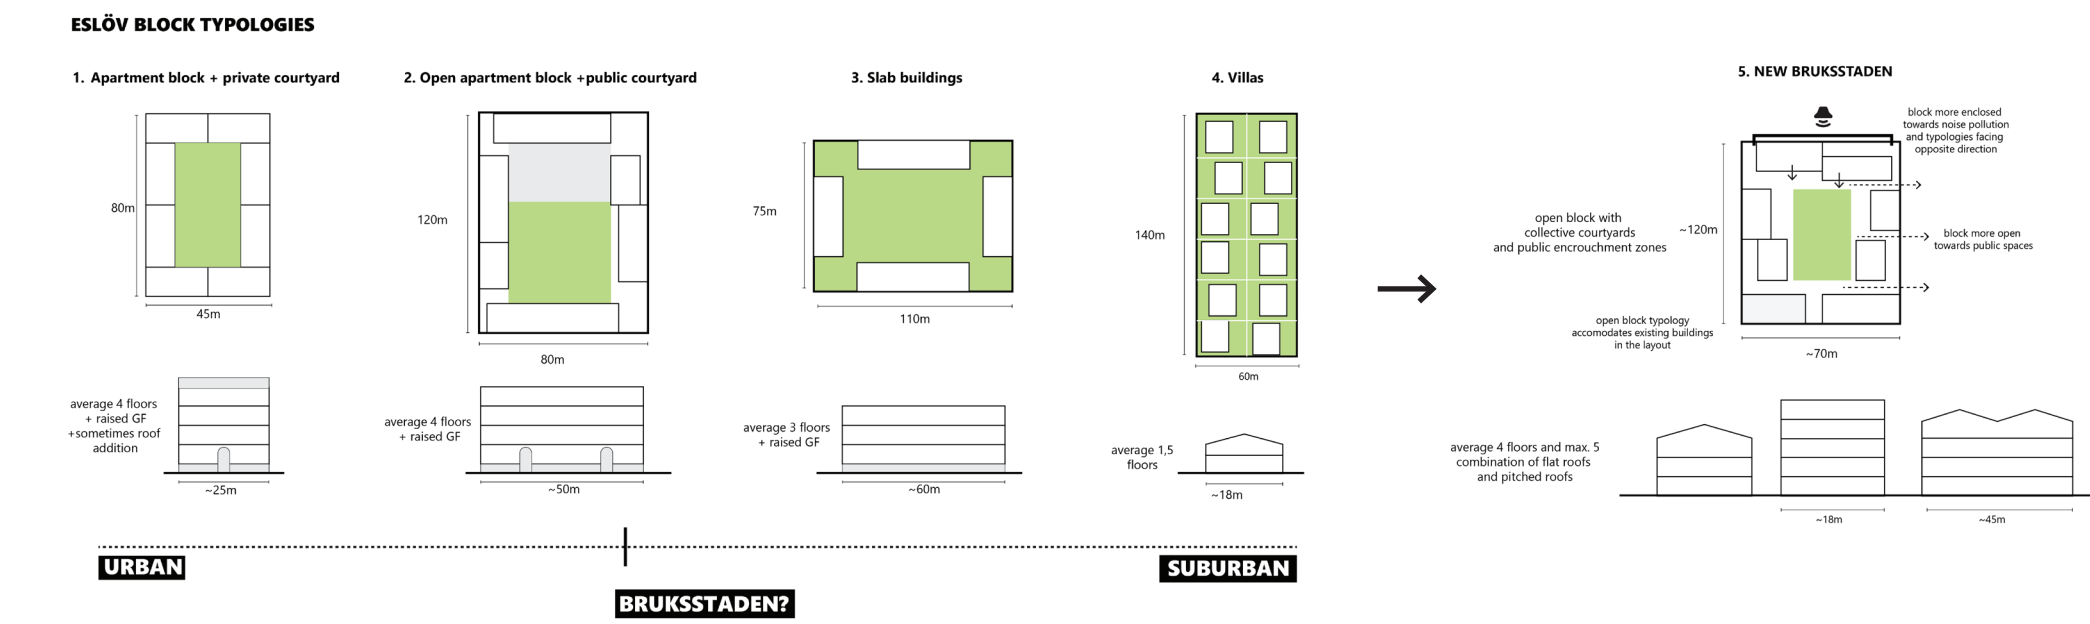 ESLÖV BLOCK TYPOLOGIES
1. Apartment block + private courtyard
80m
45m
average 4 floors
+ raised GF
+sometimes roof
addition
~25m
2. Open apartment block +public courtyard
120m
80m
average 4 floors
+ raised GF
~50m
3. Slab buildings
75m
110m
average 3 floors
+ raised GF
~60m
4. Villas
140m
60m
average 1,5
floors
~18m
5. NEW BRUKSSTADEN
block more enclosed
towards noise pollution
and typologies facing
opposite direction
open block with
collective courtyards
and public encrouchment zones
~120m
block more open
towards public spaces
open block typology
accomodates existing buildings
in the layout
~70m
average 4 floors and max. 5
combination of flat roofs
and pitched roofs
~18m
~45m
URBAN
SUBURBAN
BRUKSSTADEN?